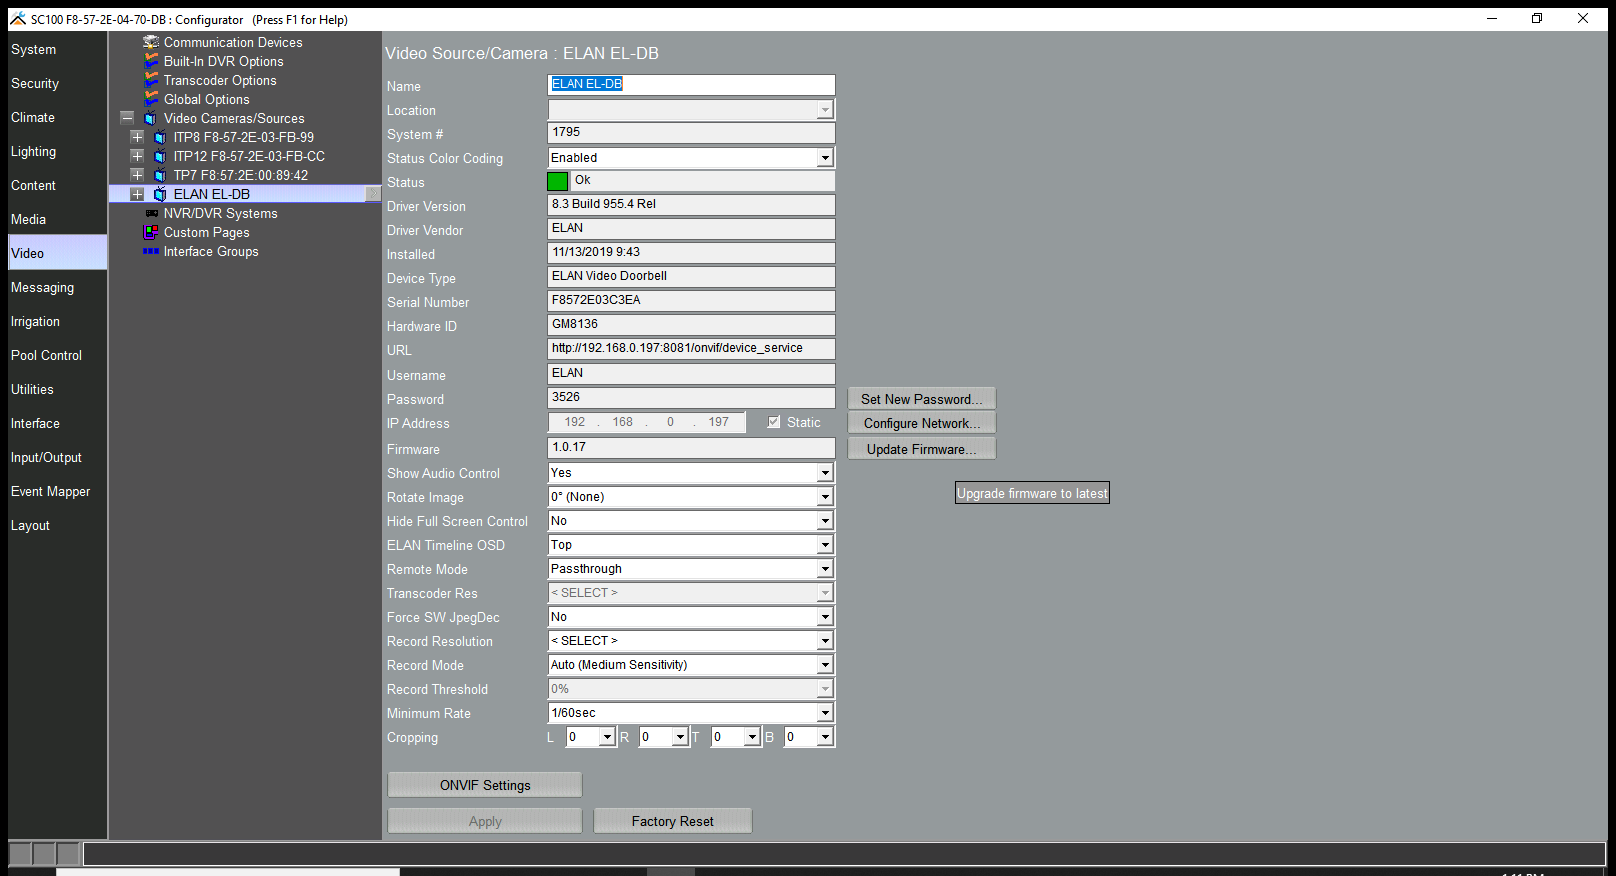 SC100 F8-57-2E-04-70-DB : Configurator   (Press F1 for Help)
System
Security
Climate
Lighting
Content
Media
Video
Messaging
Irrigation
Pool Control
Utilities
Interface
Input/Output
Event Mapper
Layout
Communication Devices
Built-In DVR Options
Transcoder Options
Global Options
Video Cameras/Sources
ITP8 F8-57-2E-03-FB-99
ITP12 F8-57-2E-03-FB-CC
TP7 F8:57:2E:00:89:42
ELAN EL-DB
NVR/DVR Systems
Custom Pages
Interface Groups
Video Source/Camera : ELAN EL-DB
Name ELAN EL-DB
Location
System # 1795
Status Color Coding Enabled
Status Ok
Driver Version 8.3 Build 955.4 Rel
Driver Vendor ELAN
Installed 11/13/2019 9:43
Device Type ELAN Video Doorbell
Serial Number F8572E03C3EA
Hardware ID GM8136
URL http://192.168.0.197:8081/onvif/device_service
Username ELAN
Password 3526 Set New Password...
IP Address 192 . 168 . 0 . 197 Static Configure Network...
Firmware 1.0.17 Update Firmware...
Show Audio Control Yes
Upgrade firmware to latest
Rotate Image 0° (None)
Hide Full Screen Control No
ELAN Timeline OSD Top
Remote Mode Passthrough
Transcoder Res < SELECT >
Force SW JpegDec No
Record Resolution < SELECT >
Record Mode Auto (Medium Sensitivity)
Record Threshold 0%
Minimum Rate 1/60sec
Cropping L 0 R 0 T 0 B 0
ONVIF Settings
Apply Factory Reset